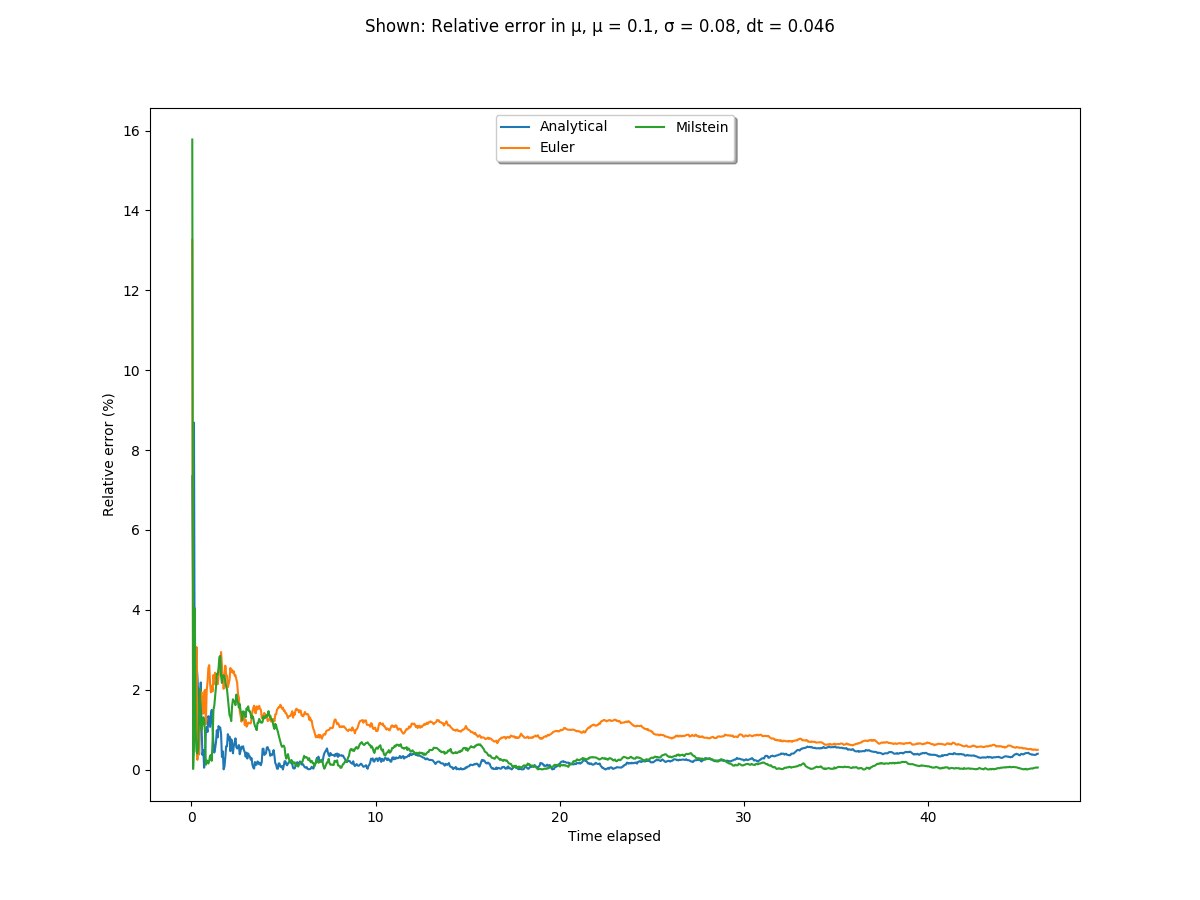 Shown: Relative error in μ, μ = 0.1, σ = 0.08, dt = 0.046
Analytical
Euler
Milstein
16
14
12
10
8
6
4
2
0
Relative error (%)
0 10 20 30 40
Time elapsed